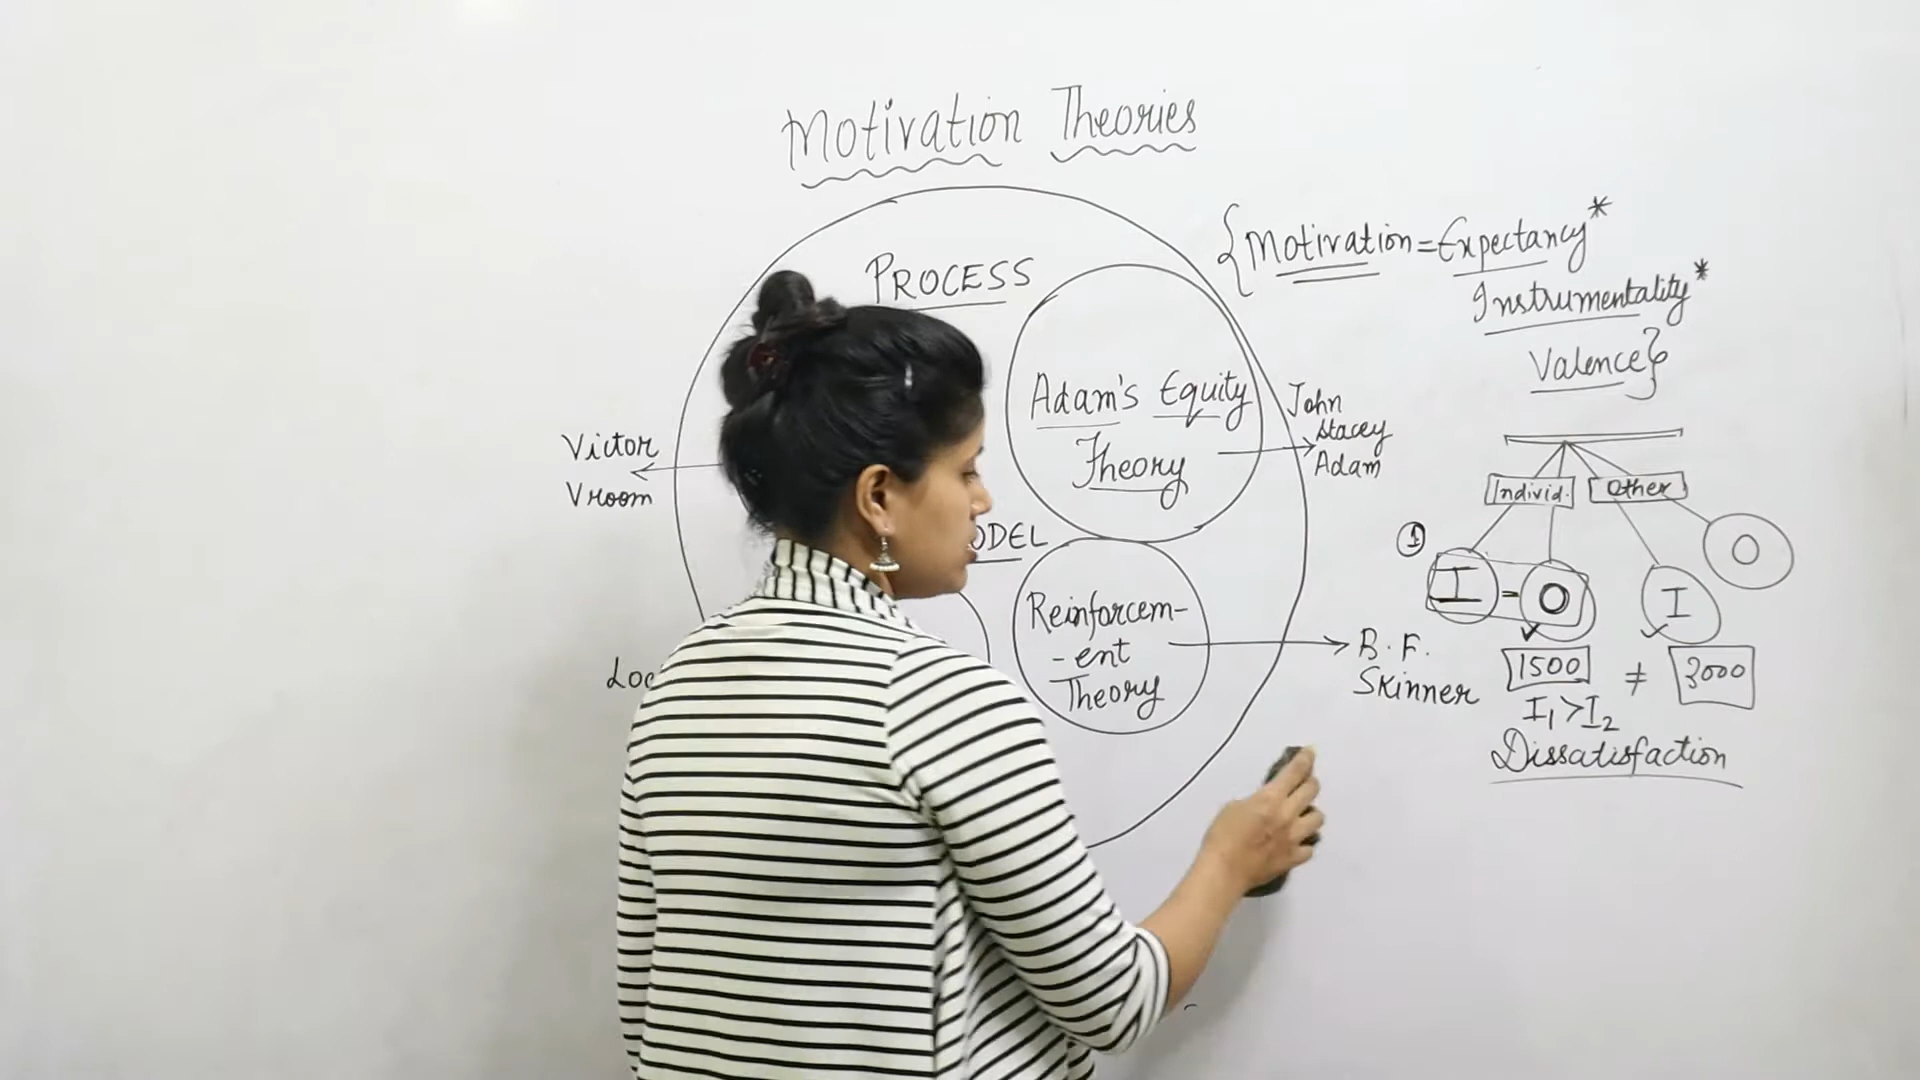 Motivation Theories
PROCESS
{Motivation = Expectancy*
Instrumentality*
Valence}
Adam's Equity
Theory
John
Stacey
Adam
Victor
Vroom
Individ.
Other
①
I = O
I
O
Reinforcem-
-ent
Theory
B. F.
Skinner
1500 ≠ 3000
I₁ > I₂
Dissatisfaction